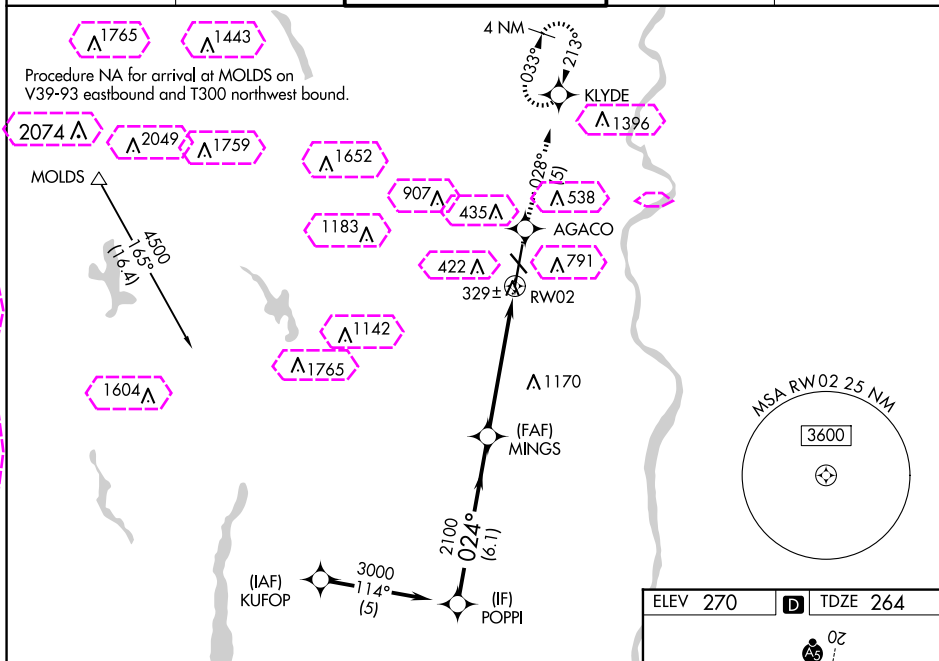 1765
1443
Procedure NA for arrival at MOLDS on
V39-93 eastbound and T300 northwest bound.
4 NM
033°
213°
KLYDE
1396
2074
2049
1759
1652
028°
(5)
MOLDS
907
435
538
1183
AGACO
4500
165°
(16.4)
422
791
329±
RW02
1142
1765
1170
1604
MSA RW02 25 NM
3600
(FAF)
MINGS
2100
024°
(6.1)
(IAF)
KUFOP
3000
114°
(5)
(IF)
POPPI
ELEV 270
D
TDZE 264
A5
20